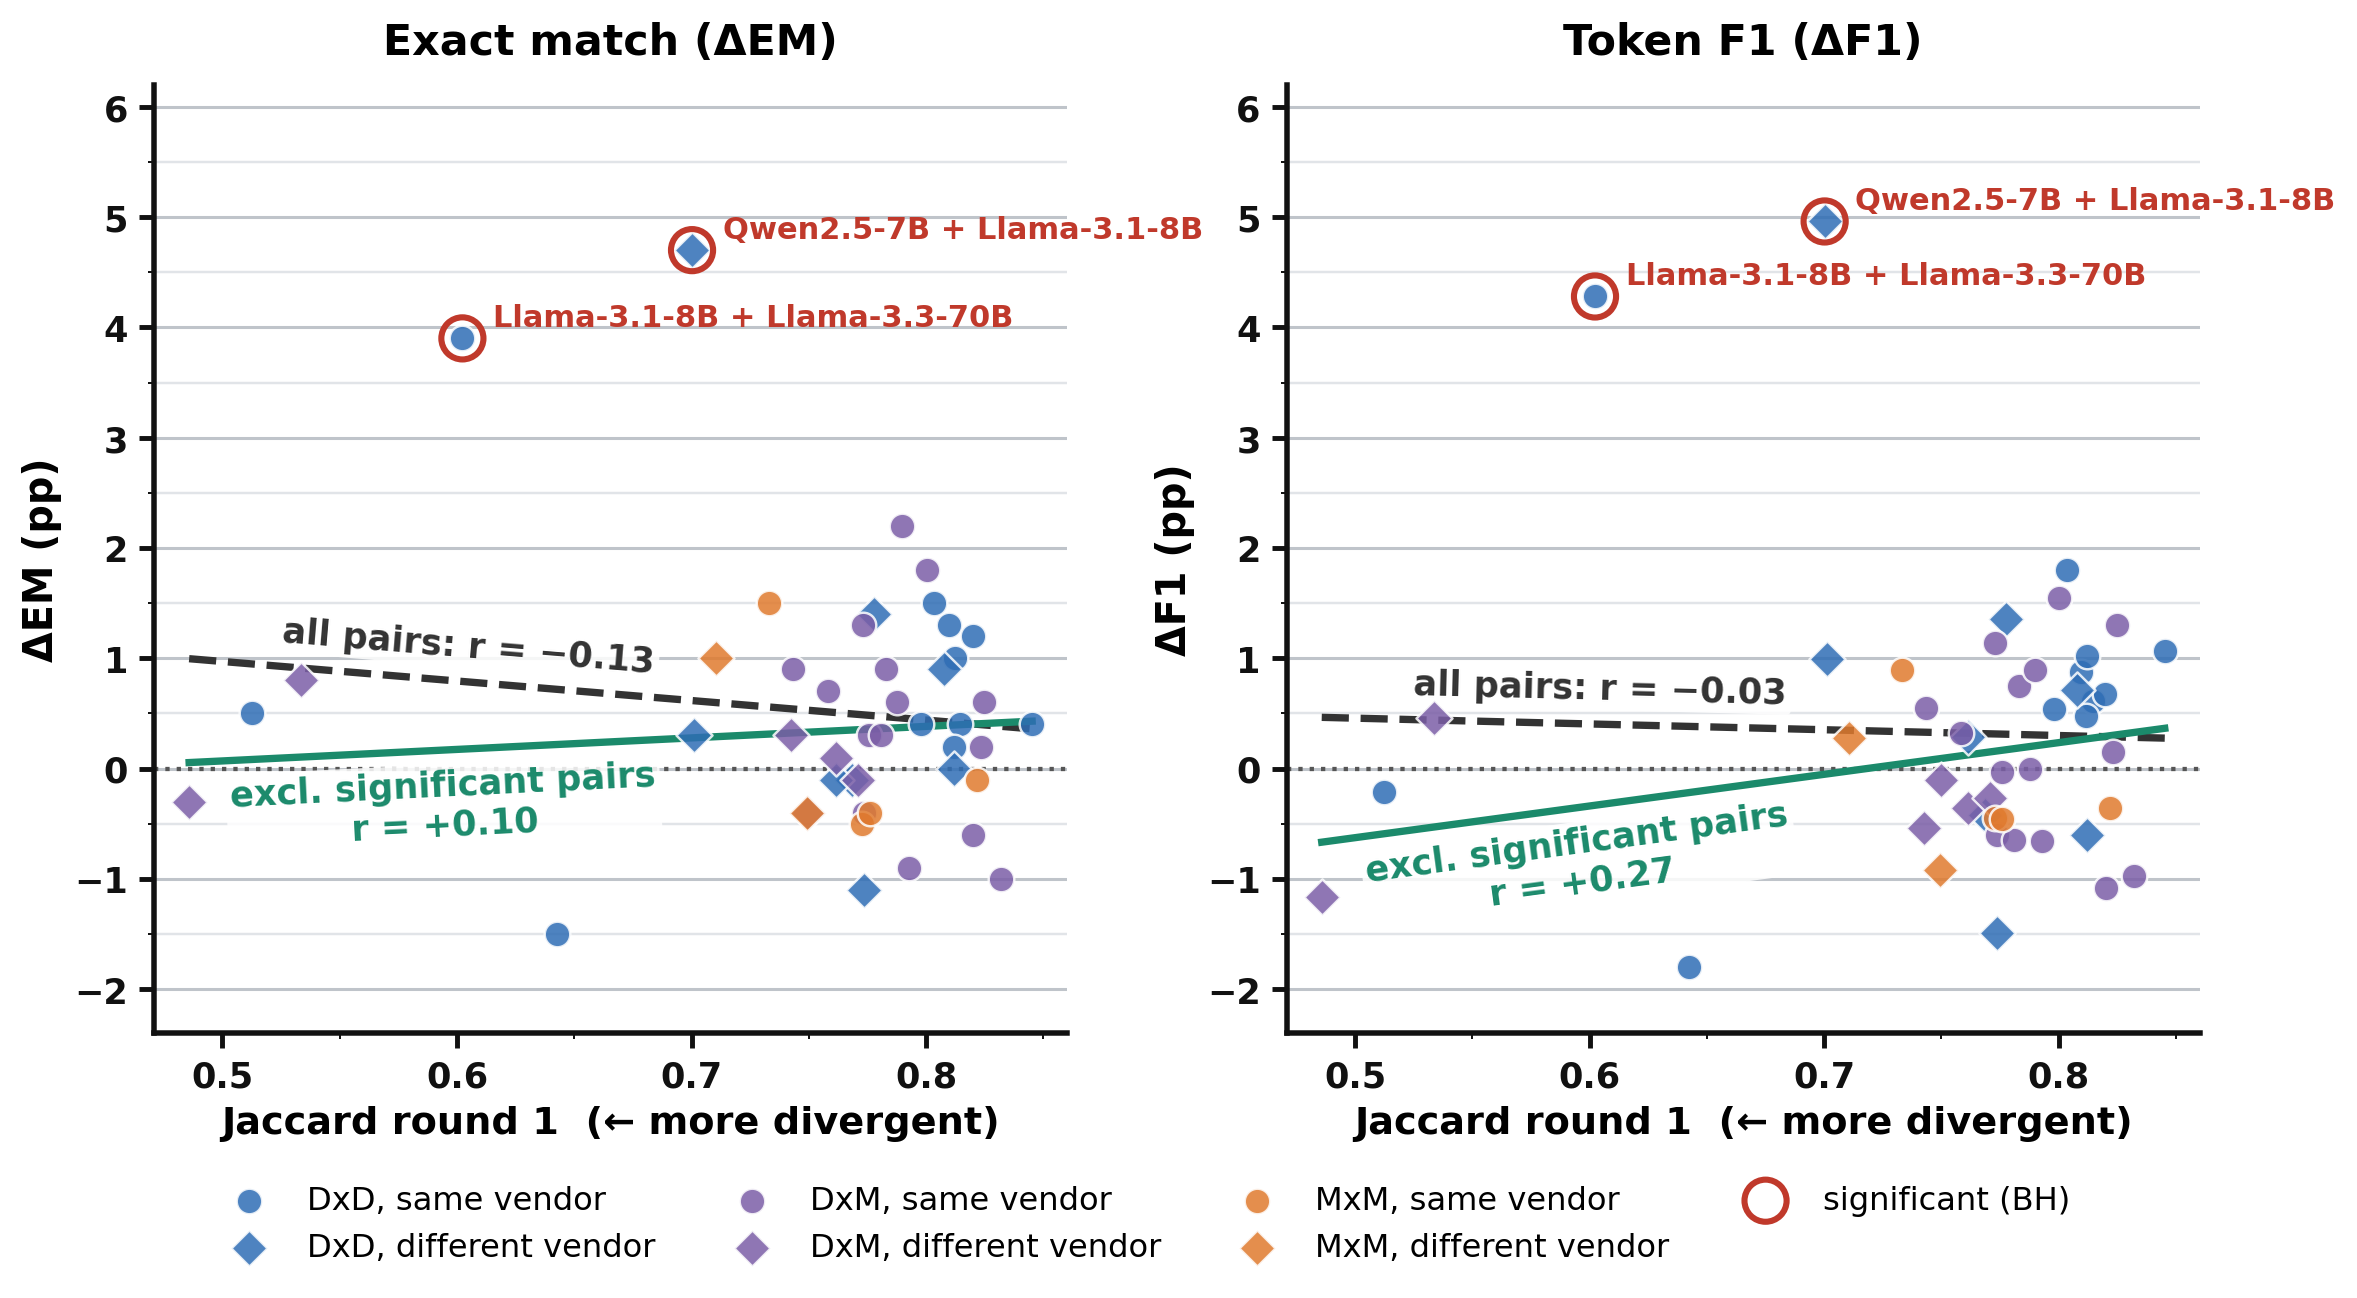 Exact match (ΔEM)
6
5
4
3
2
1
0
−1
−2
ΔEM (pp)
Qwen2.5-7B + Llama-3.1-8B
Llama-3.1-8B + Llama-3.3-70B
all pairs: r = −0.13
excl. significant pairs
r = +0.10
0.5 0.6 0.7 0.8
Jaccard round 1 (← more divergent)
Token F1 (ΔF1)
6
5
4
3
2
1
0
−1
−2
ΔF1 (pp)
Qwen2.5-7B + Llama-3.1-8B
Llama-3.1-8B + Llama-3.3-70B
all pairs: r = −0.03
excl. significant pairs
r = +0.27
0.5 0.6 0.7 0.8
Jaccard round 1 (← more divergent)
DxD, same vendor
DxD, different vendor
DxM, same vendor
DxM, different vendor
MxM, same vendor
MxM, different vendor
significant (BH)